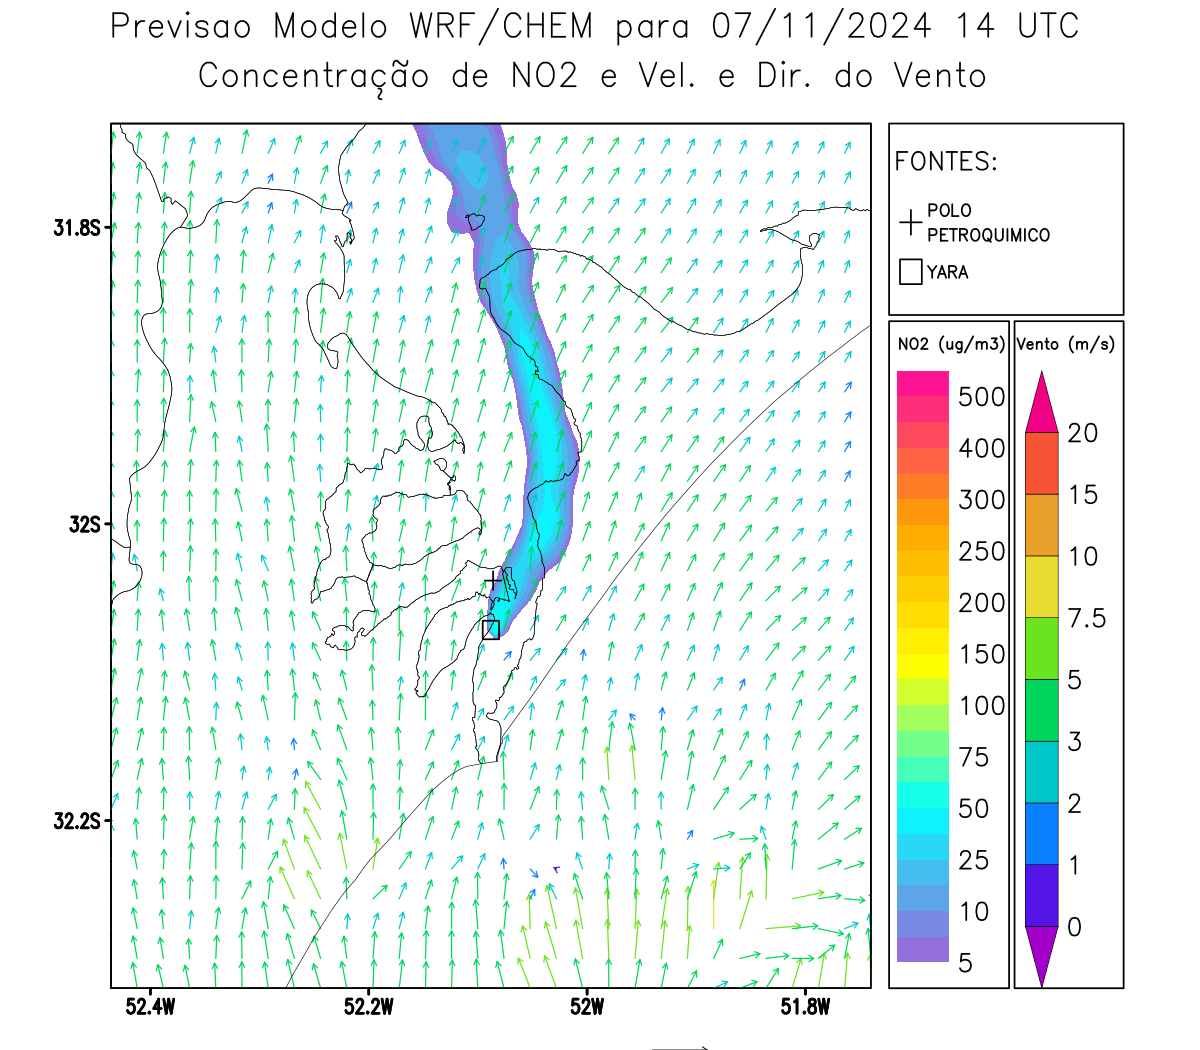 Previsao Modelo WRF/CHEM para 07/11/2024 14 UTC
Concentração de NO2 e Vel. e Dir. do Vento
FONTES:
POLO
PETROQUIMICO
YARA
NO2 (ug/m3)
500
400
300
250
200
150
100
75
50
25
10
5
Vento (m/s)
20
15
10
7.5
5
3
2
1
0
31.8S
32S
32.2S
52.4W
52.2W
52W
51.8W